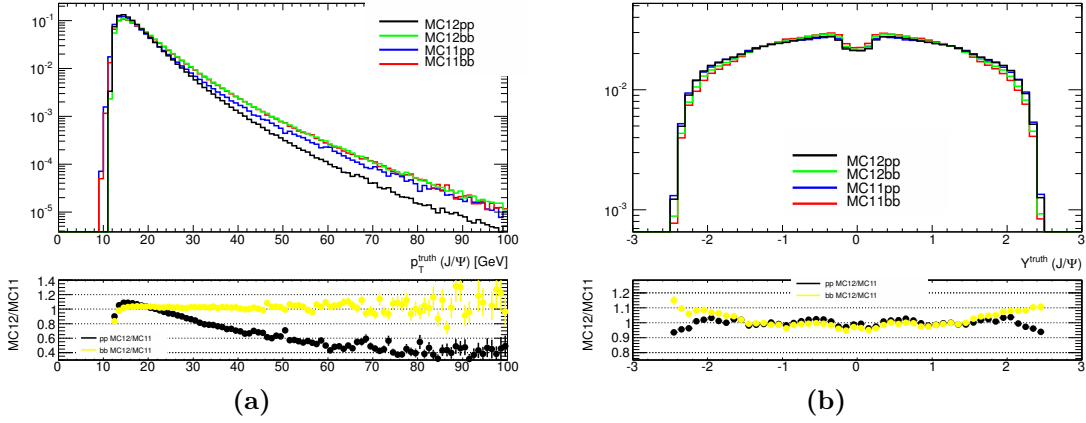 10⁻¹
10⁻²
10⁻³
10⁻⁴
10⁻⁵
MC12pp
MC12bb
MC11pp
MC11bb
0 10 20 30 40 50 60 70 80 90 100
p_T^truth (J/Ψ) [GeV]
MC12/MC11
1.4
1.2
1
0.8
0.6
0.4
pp MC12/MC11
bb MC12/MC11
0 10 20 30 40 50 60 70 80 90 100
(a)
10⁻²
10⁻³
MC12pp
MC12bb
MC11pp
MC11bb
-3 -2 -1 0 1 2 3
Y^truth (J/Ψ)
MC12/MC11
1.2
1.1
1
0.9
0.8
pp MC12/MC11
bb MC12/MC11
-3 -2 -1 0 1 2 3
(b)